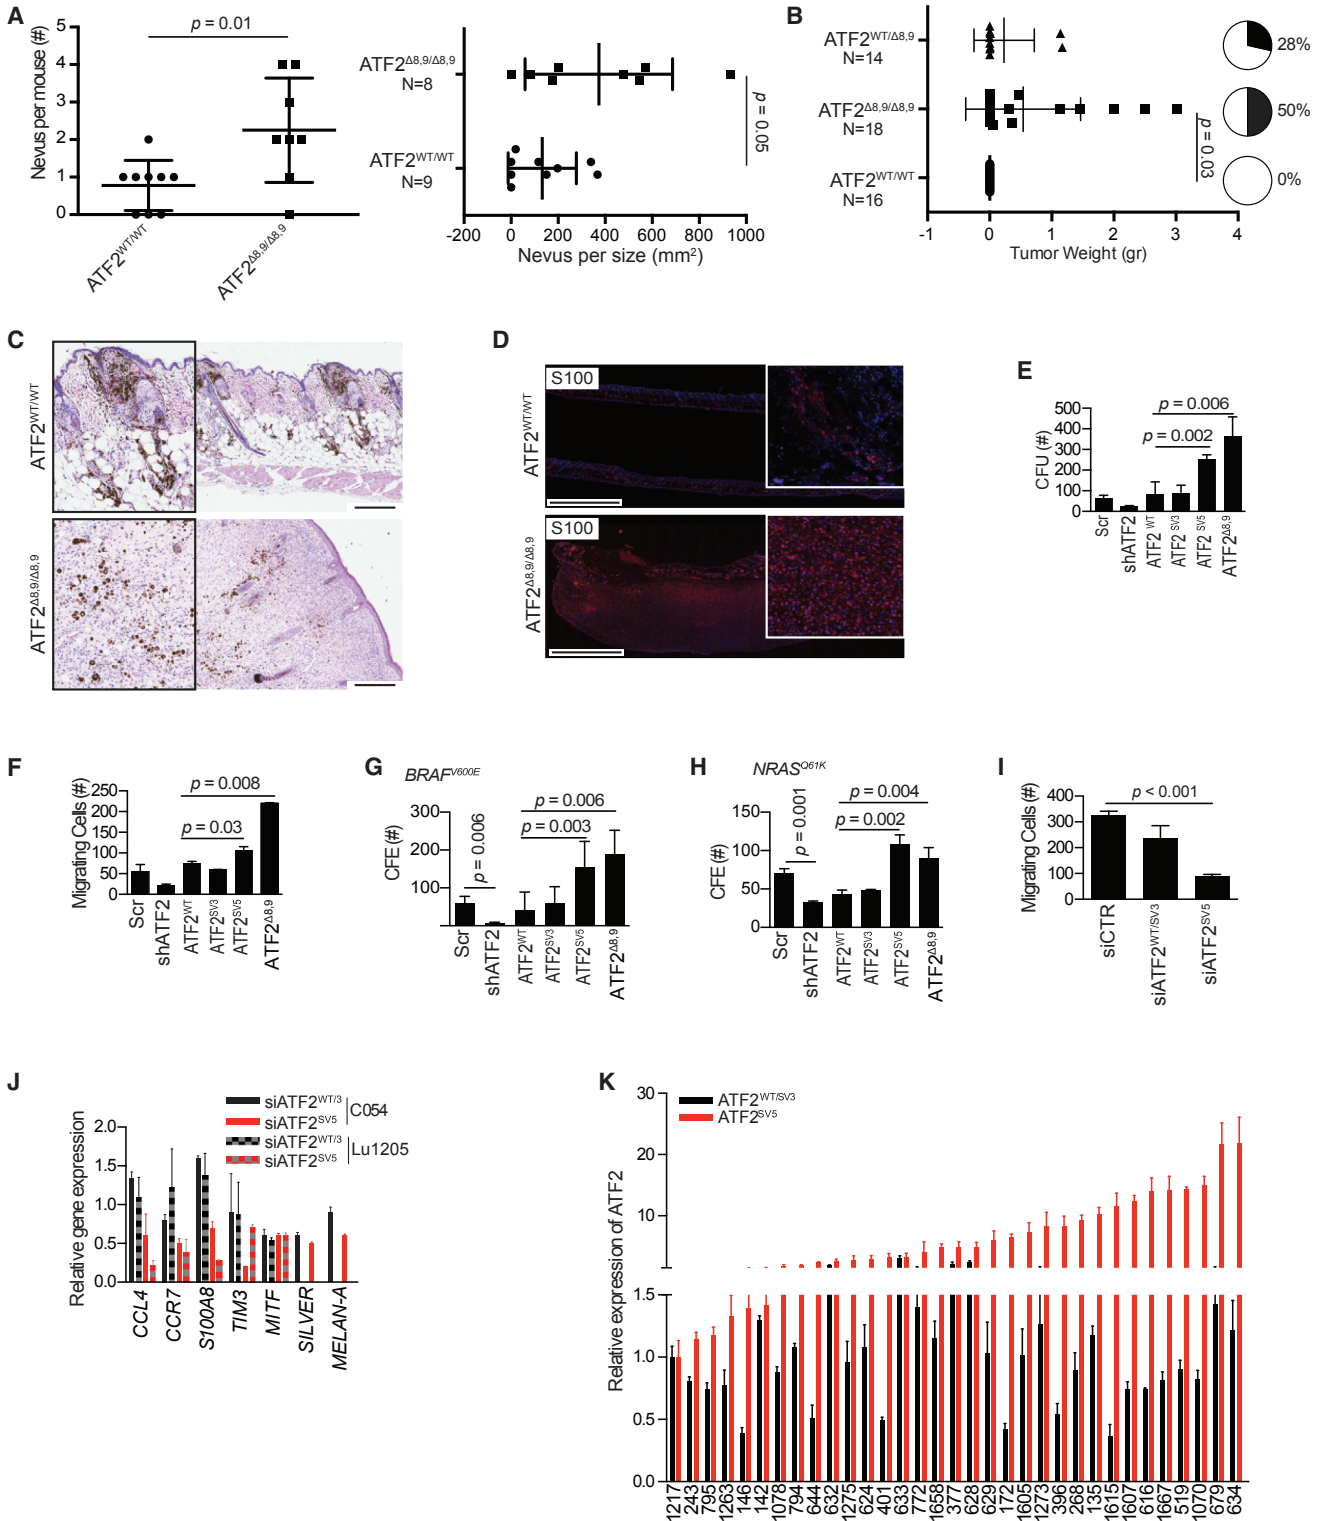 A
p = 0.01
Nevus per mouse (#)
5
4
3
2
1
0
ATF2WT/WT
ATF2Δ8,9/Δ8,9
ATF2Δ8,9/Δ8,9
N=8
ATF2WT/WT
N=9
p = 0.05
-200 0 200 400 600 800 1000
Nevus per size (mm2)
B
ATF2WT/Δ8,9
N=14
ATF2Δ8,9/Δ8,9
N=18
ATF2WT/WT
N=16
p = 0.03
28%
50%
0%
-1 0 1 2 3 4
Tumor Weight (gr)
C
ATF2WT/WT
ATF2Δ8,9/Δ8,9
D
S100
ATF2WT/WT
S100
ATF2Δ8,9/Δ8,9
E
p = 0.006
p = 0.002
CFU (#)
500
400
300
200
100
0
Scr shATF2 ATF2WT ATF2SV3 ATF2SV5 ATF2Δ8,9
F
p = 0.008
p = 0.03
Migrating Cells (#)
250
200
150
100
50
0
Scr shATF2 ATF2WT ATF2SV3 ATF2SV5 ATF2Δ8,9
G
BRAFV600E
p = 0.006
p = 0.003
p = 0.006
CFE (#)
300
200
100
Scr shATF2 ATF2WT ATF2SV3 ATF2SV5 ATF2Δ8,9
H
NRASQ61K
p = 0.004
p = 0.002
p = 0.001
CFE (#)
150
100
50
0
Scr shATF2 ATF2WT ATF2SV3 ATF2SV5 ATF2Δ8,9
I
p < 0.001
Migrating Cells (#)
400
300
200
100
0
siCTR siATF2WT/SV3 siATF2SV5
J
siATF2WT/3
siATF2SV5
C054
siATF2WT/3
siATF2SV5
Lu1205
Relative gene expression
2.0
1.5
1.0
0.5
0.0
CCL4 CCR7 S100A8 TIM3 MITF SILVER MELAN-A
K
ATF2WT/SV3
ATF2SV5
Relative expression of ATF2
30
20
10
1.5
1.0
0.5
0.0
1217 243 795 1263 146 142 1078 794 644 632 1275 624 401 633 772 1658 377 628 629 172 1605 1273 396 268 135 1615 1607 616 1667 519 1070 679 634